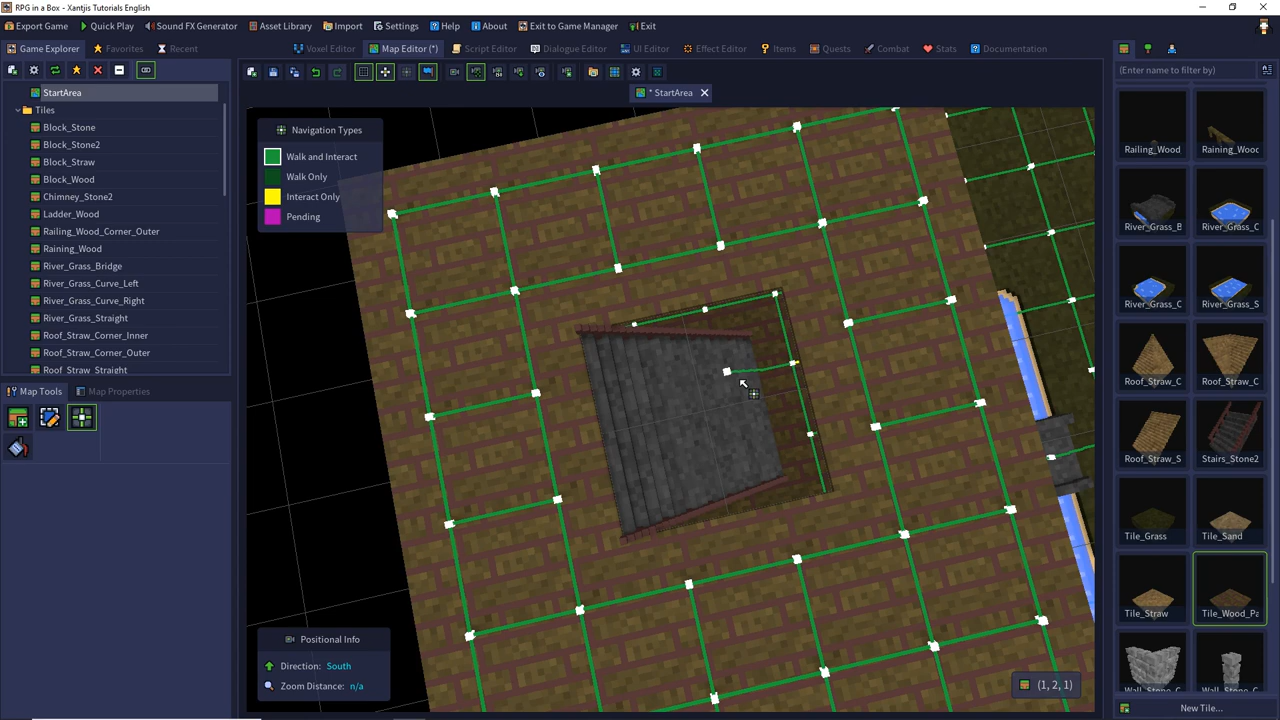 RPG in a Box - Xantjis Tutorials English
Export Game Quick Play Sound FX Generator Asset Library Import Settings Help About Exit to Game Manager Exit
Game Explorer Favorites Recent Voxel Editor Map Editor (*) Script Editor Dialogue Editor UI Editor Effect Editor Items Quests Combat Stats Documentation
(Enter name to filter by)
StartArea
* StartArea
Tiles
Block_Stone
Block_Stone2
Block_Straw
Block_Wood
Chimney_Stone2
Ladder_Wood
Railing_Wood_Corner_Outer
Raining_Wood
River_Grass_Bridge
River_Grass_Curve_Left
River_Grass_Curve_Right
River_Grass_Straight
Roof_Straw_Corner_Inner
Roof_Straw_Corner_Outer
Roof_Straw_Straight
Map Tools Map Properties
Navigation Types
Walk and Interact
Walk Only
Interact Only
Pending
Positional Info
Direction: South
Zoom Distance: n/a
(1, 2, 1)
Railing_Wood Raining_Wood
River_Grass_B River_Grass_C
River_Grass_C River_Grass_S
Roof_Straw_C Roof_Straw_C
Roof_Straw_S Stairs_Stone2
Tile_Grass Tile_Sand
Tile_Straw Tile_Wood_Pa
Wall_Stone_C Wall_Stone_C
New Tile...